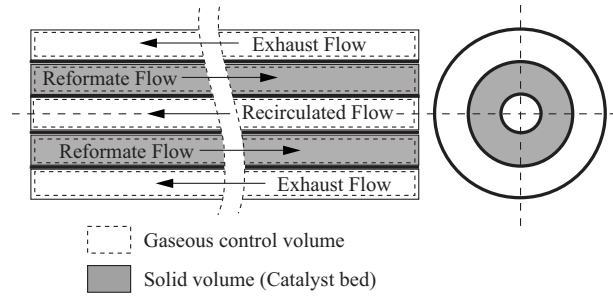 Exhaust Flow
Reformate Flow
Recirculated Flow
Reformate Flow
Exhaust Flow
Gaseous control volume
Solid volume (Catalyst bed)